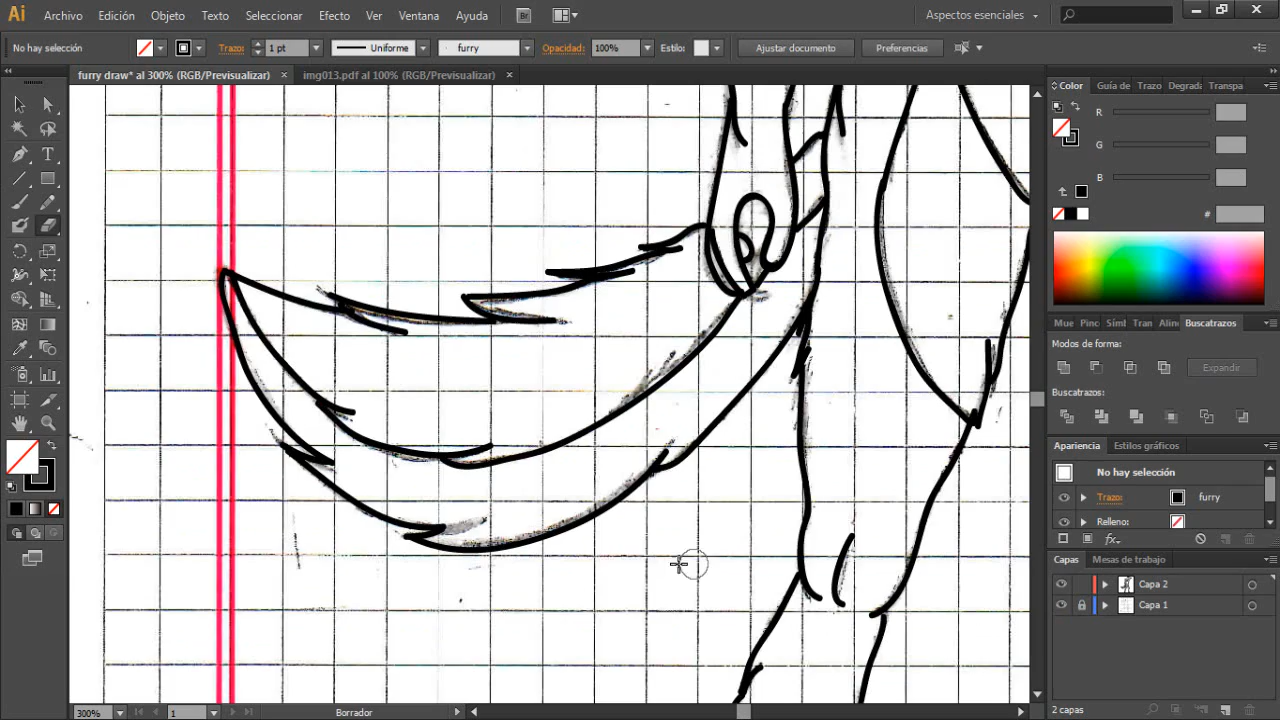 Ai Archivo Edición Objeto Texto Seleccionar Efecto Ver Ventana Ayuda Br Aspectos esenciales
No hay selección Trazo: 1 pt Uniforme furry Opacidad: 100% Estilo: Ajustar documento Preferencias
furry draw* al 300% (RGB/Previsualizar) img013.pdf al 100% (RGB/Previsualizar)
Color Guía de Trazo Degrada Transpa
R
G
B
#
Mue Pinc Símt Tran Aline Buscatrazos
Modos de forma:
Expandir
Buscatrazos:
Apariencia Estilos gráficos
No hay selección
Trazo: furry
Relleno:
fx
Capas Mesas de trabajo
Capa 2
Capa 1
300% 1 Borrador 2 capas